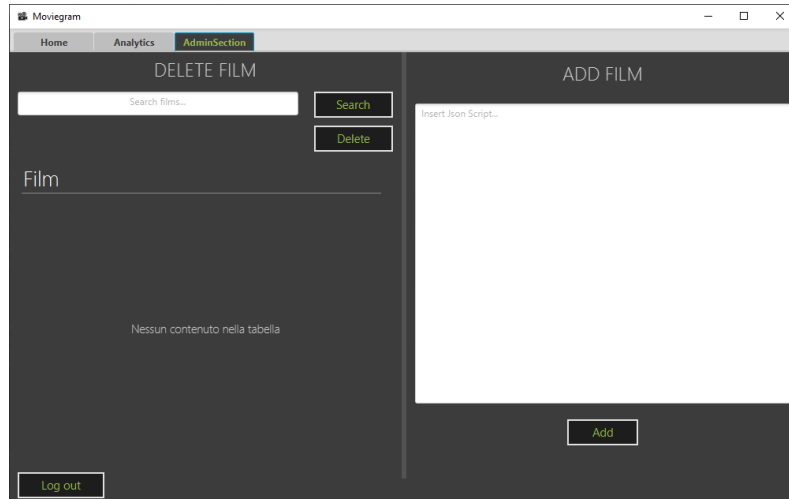 Moviegram
Home Analytics AdminSection
DELETE FILM
Search films...
Search
Delete
Film
Nessun contenuto nella tabella
Log out
ADD FILM
Insert Json Script...
Add